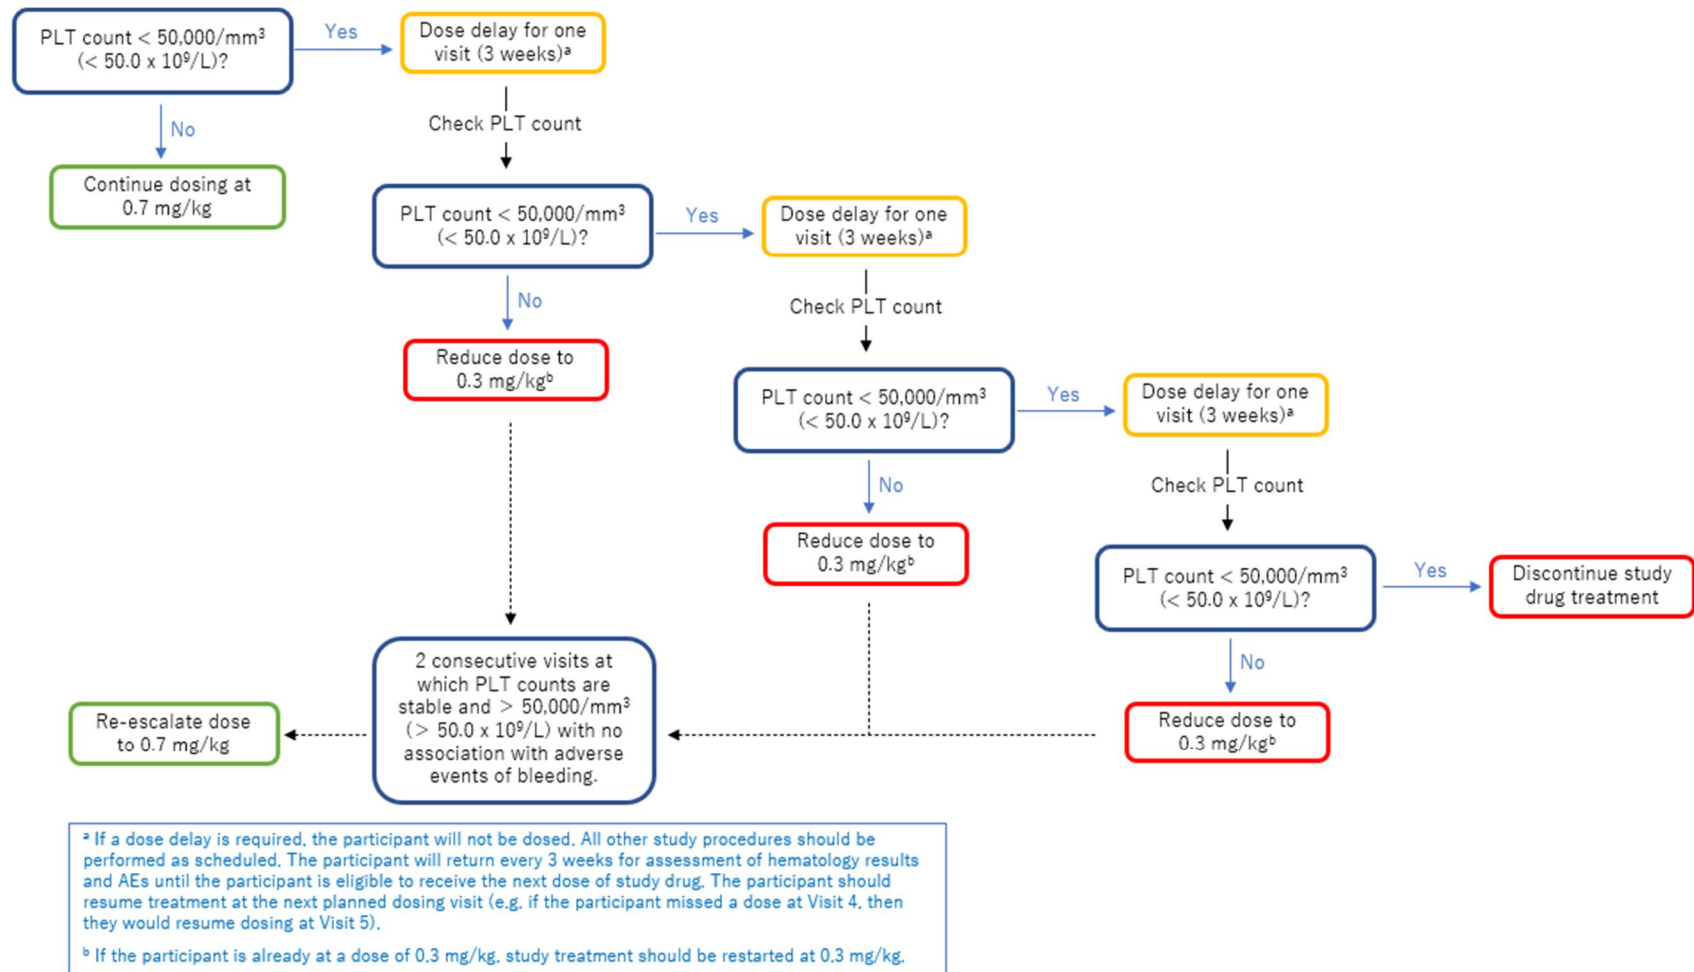 PLT count < 50,000/mm³
(< 50.0 x 10⁹/L)?
Yes
Dose delay for one
visit (3 weeks)ᵃ
No
Check PLT count
Continue dosing at
0.7 mg/kg
PLT count < 50,000/mm³
(< 50.0 x 10⁹/L)?
Yes
Dose delay for one
visit (3 weeks)ᵃ
No
Check PLT count
Reduce dose to
0.3 mg/kgᵇ
PLT count < 50,000/mm³
(< 50.0 x 10⁹/L)?
Yes
Dose delay for one
visit (3 weeks)ᵃ
No
Check PLT count
Reduce dose to
0.3 mg/kgᵇ
PLT count < 50,000/mm³
(< 50.0 x 10⁹/L)?
Yes
Discontinue study
drug treatment
No
Reduce dose to
0.3 mg/kgᵇ
2 consecutive visits at
which PLT counts are
stable and > 50,000/mm³
(> 50.0 x 10⁹/L) with no
association with adverse
events of bleeding.
Re-escalate dose
to 0.7 mg/kg
ᵃ If a dose delay is required, the participant will not be dosed. All other study procedures should be
performed as scheduled. The participant will return every 3 weeks for assessment of hematology results
and AEs until the participant is eligible to receive the next dose of study drug. The participant should
resume treatment at the next planned dosing visit (e.g. if the participant missed a dose at Visit 4, then
they would resume dosing at Visit 5).
ᵇ If the participant is already at a dose of 0.3 mg/kg, study treatment should be restarted at 0.3 mg/kg.